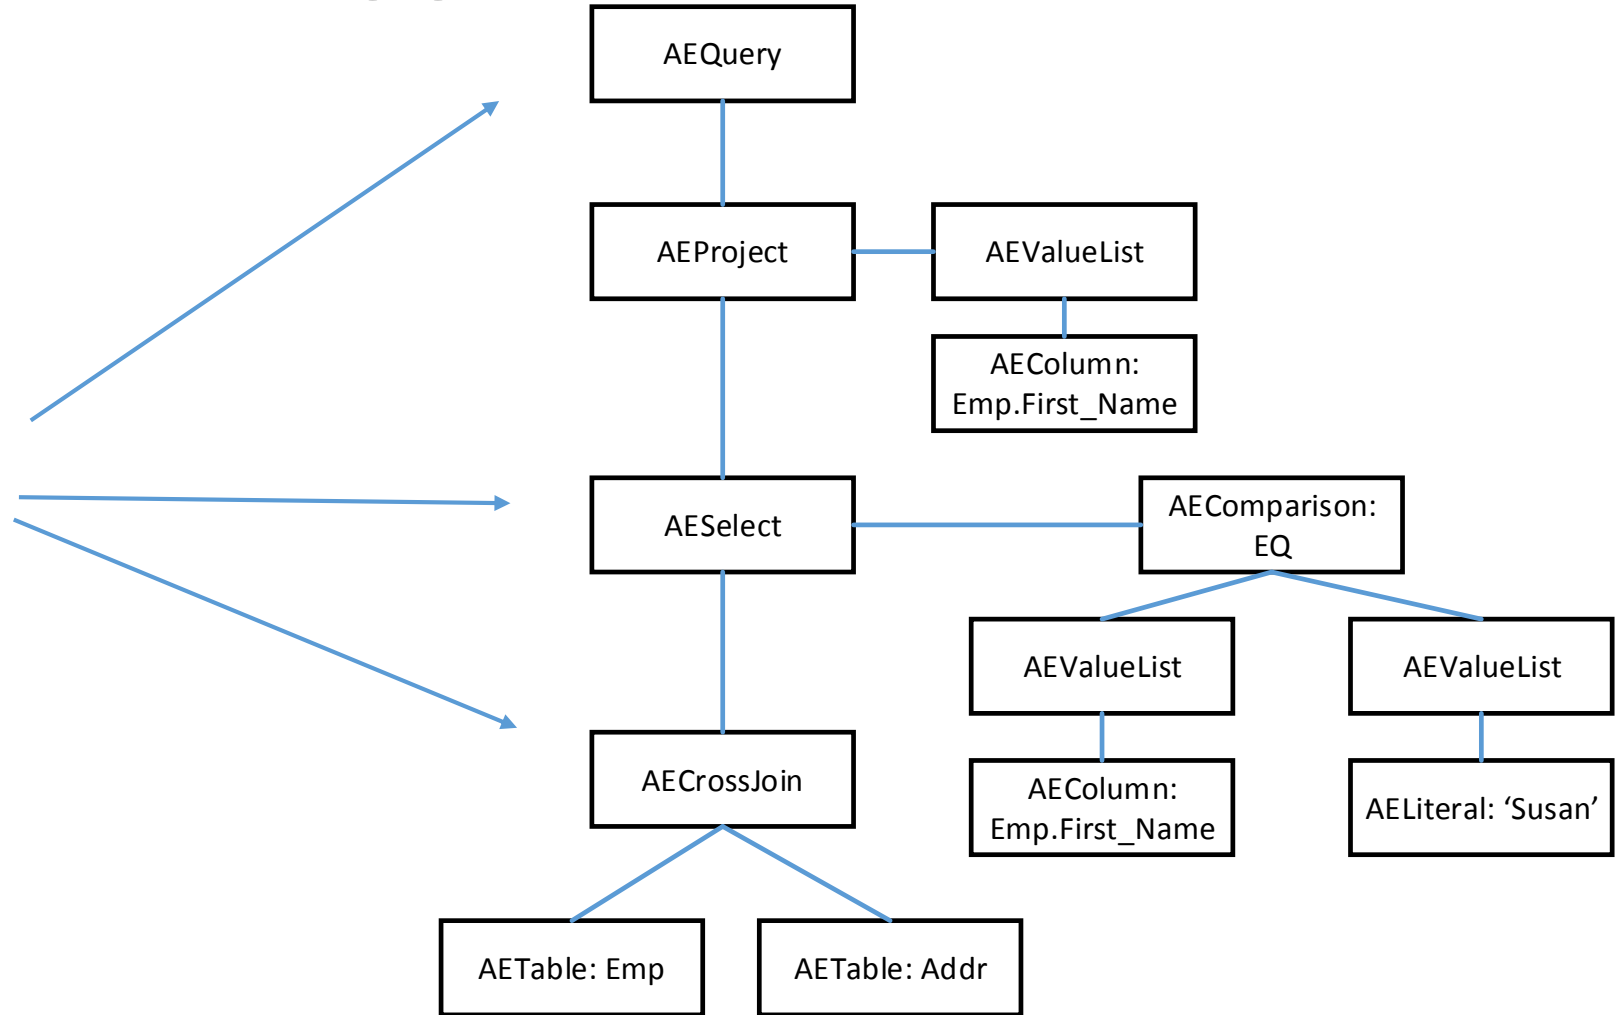 AEQuery
AEProject
AEValueList
AEColumn:
Emp.First_Name
AESelect
AEComparison:
EQ
AEValueList
AEValueList
AECrossJoin
AEColumn:
Emp.First_Name
AELiteral: ‘Susan’
AETable: Emp
AETable: Addr